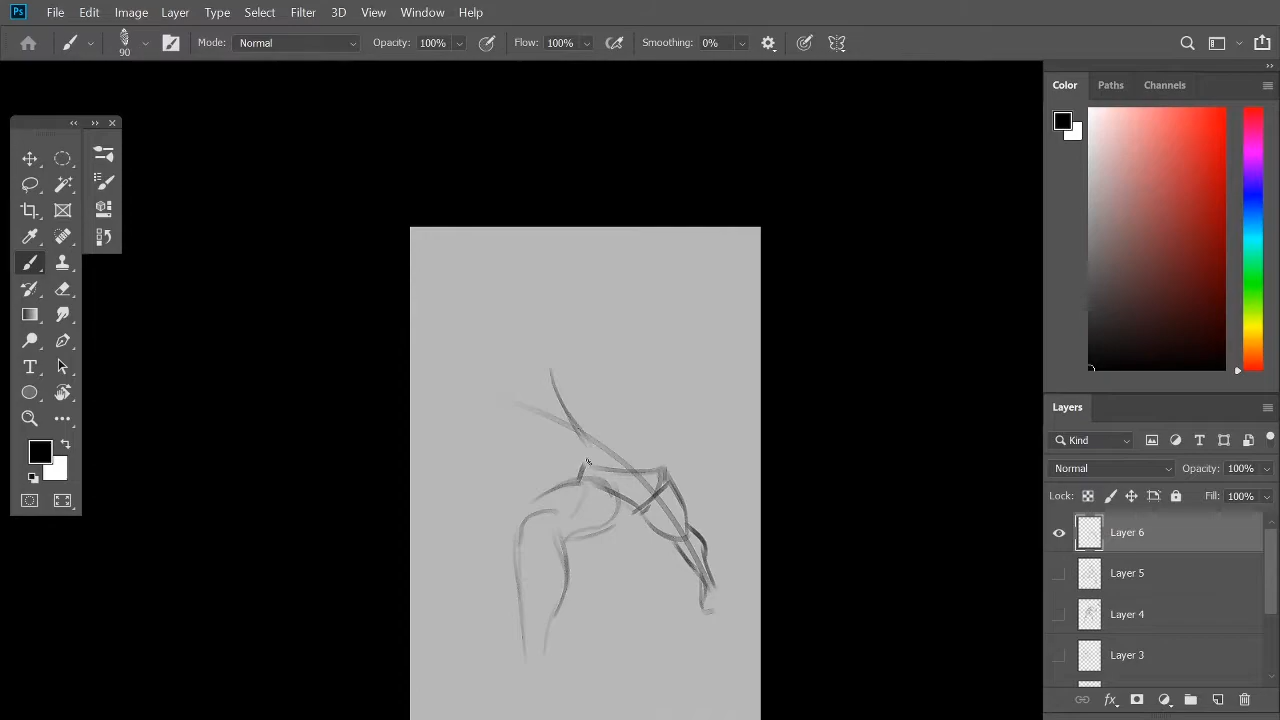 Ps File Edit Image Layer Type Select Filter 3D View Window Help
90 Mode: Normal Opacity: 100% Flow: 100% Smoothing: 0%
Color Paths Channels
Layers
Kind
Normal Opacity: 100%
Lock: Fill: 100%
Layer 6
Layer 5
Layer 4
Layer 3